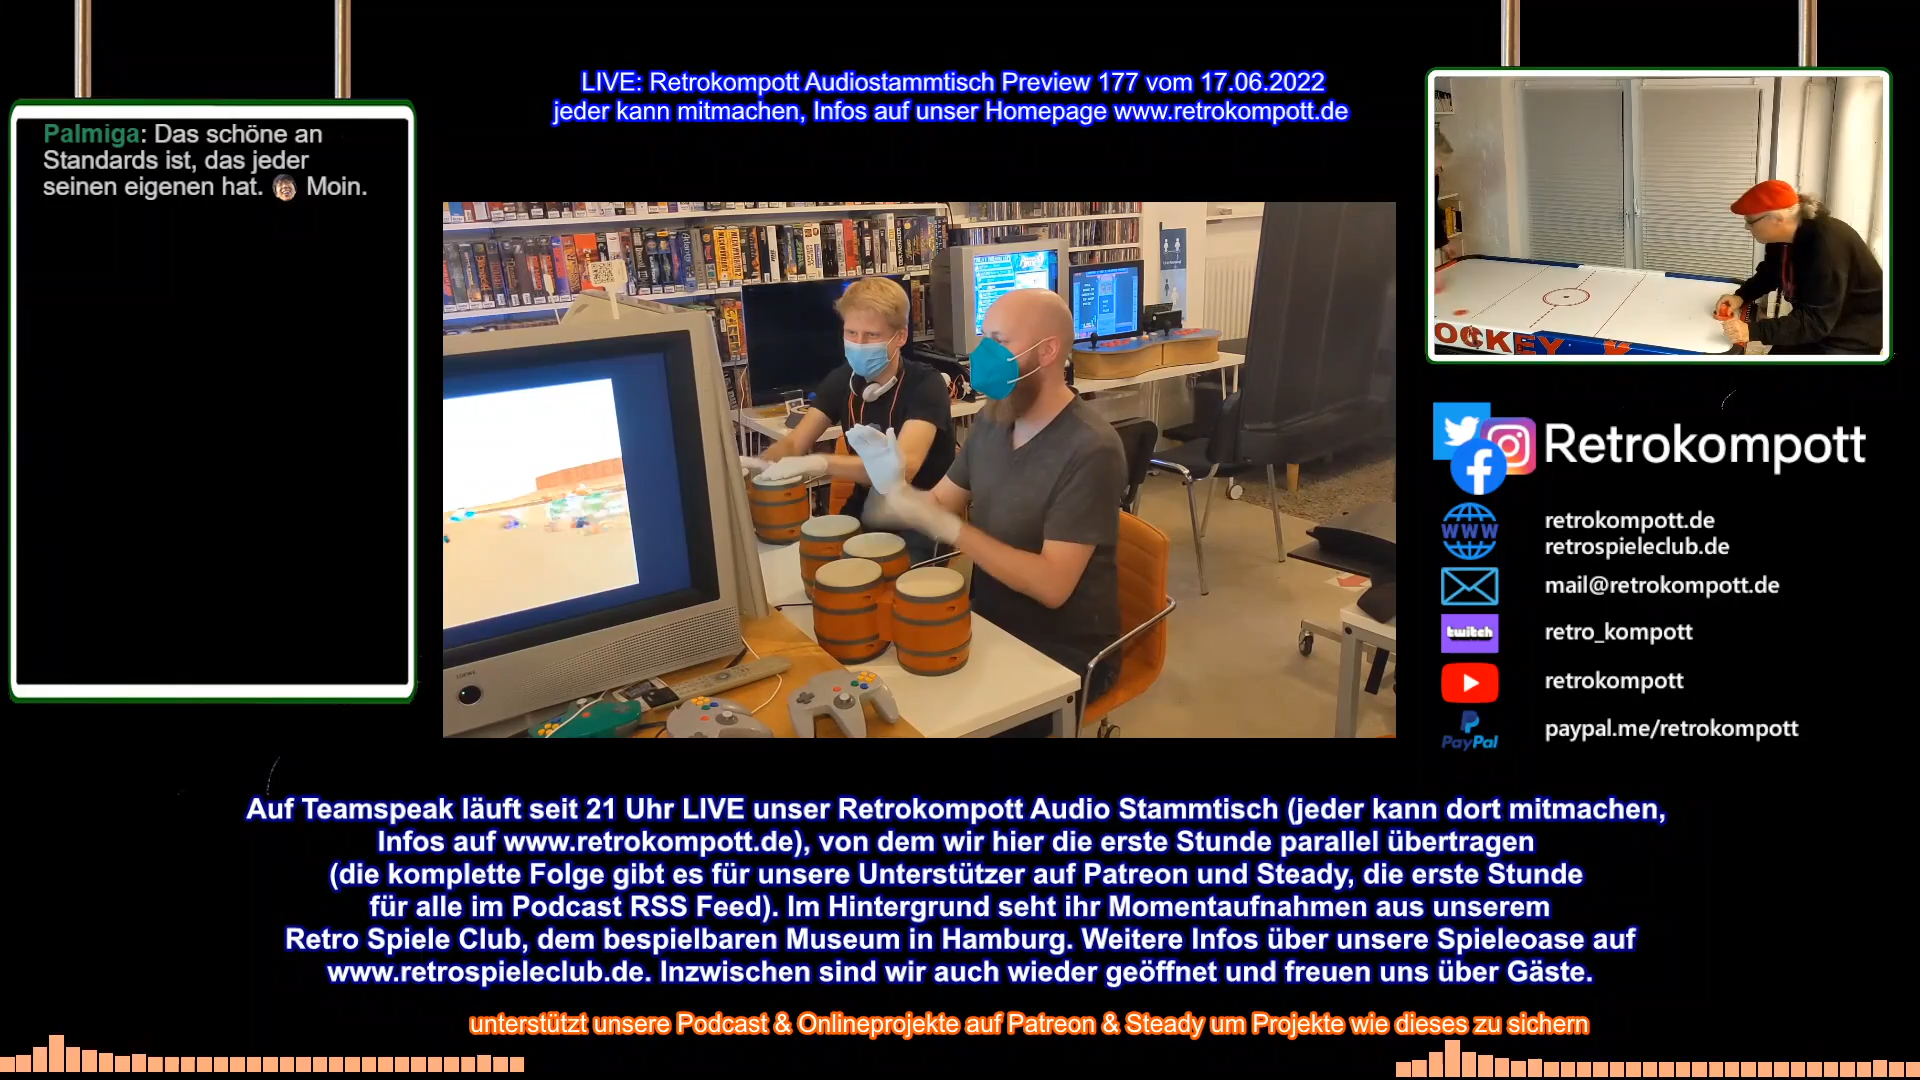 LIVE: Retrokompott Audiostammtisch Preview 177 vom 17.06.2022
jeder kann mitmachen, Infos auf unser Homepage www.retrokompott.de
Palmiga: Das schöne an
Standards ist, das jeder
seinen eigenen hat. Moin.
OCKEY
LOEWE
Retrokompott
WWW
retrokompott.de
retrospieleclub.de
mail@retrokompott.de
twitch
retro_kompott
retrokompott
PayPal
paypal.me/retrokompott
Auf Teamspeak läuft seit 21 Uhr LIVE unser Retrokompott Audio Stammtisch (jeder kann dort mitmachen,
Infos auf www.retrokompott.de), von dem wir hier die erste Stunde parallel übertragen
(die komplette Folge gibt es für unsere Unterstützer auf Patreon und Steady, die erste Stunde
für alle im Podcast RSS Feed). Im Hintergrund seht ihr Momentaufnahmen aus unserem
Retro Spiele Club, dem bespielbaren Museum in Hamburg. Weitere Infos über unsere Spieleoase auf
www.retrospieleclub.de. Inzwischen sind wir auch wieder geöffnet und freuen uns über Gäste.
unterstützt unsere Podcast & Onlineprojekte auf Patreon & Steady um Projekte wie dieses zu sichern